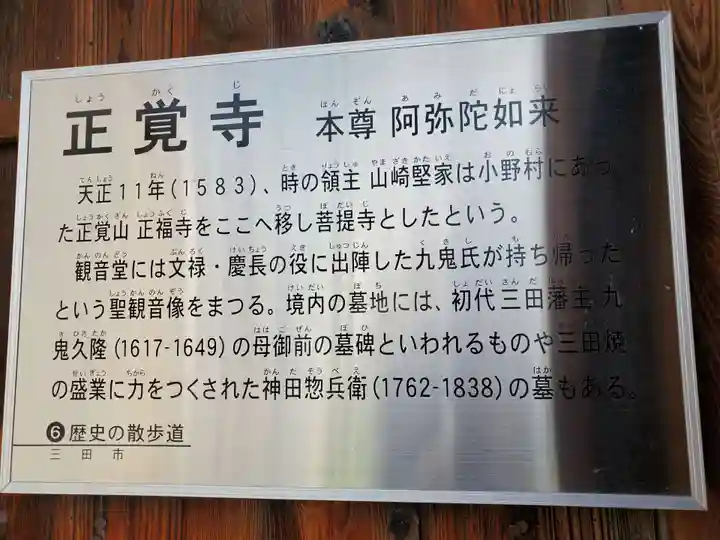 正覚寺 本尊 阿弥陀如来
天正11年(1583)、時の領主 山崎堅家は小野村にあっ
た正覚山 正福寺をここへ移し菩提寺としたという。
観音堂には文禄・慶長の役に出陣した九鬼氏が持ち帰った
という聖観音像をまつる。境内の墓地には、初代三田藩主 九
鬼久隆(1617-1649)の母御前の墓碑といわれるものや三田焼
の盛業に力をつくされた神田惣兵衛(1762-1838)の墓もある。
❻歴史の散歩道
三田市